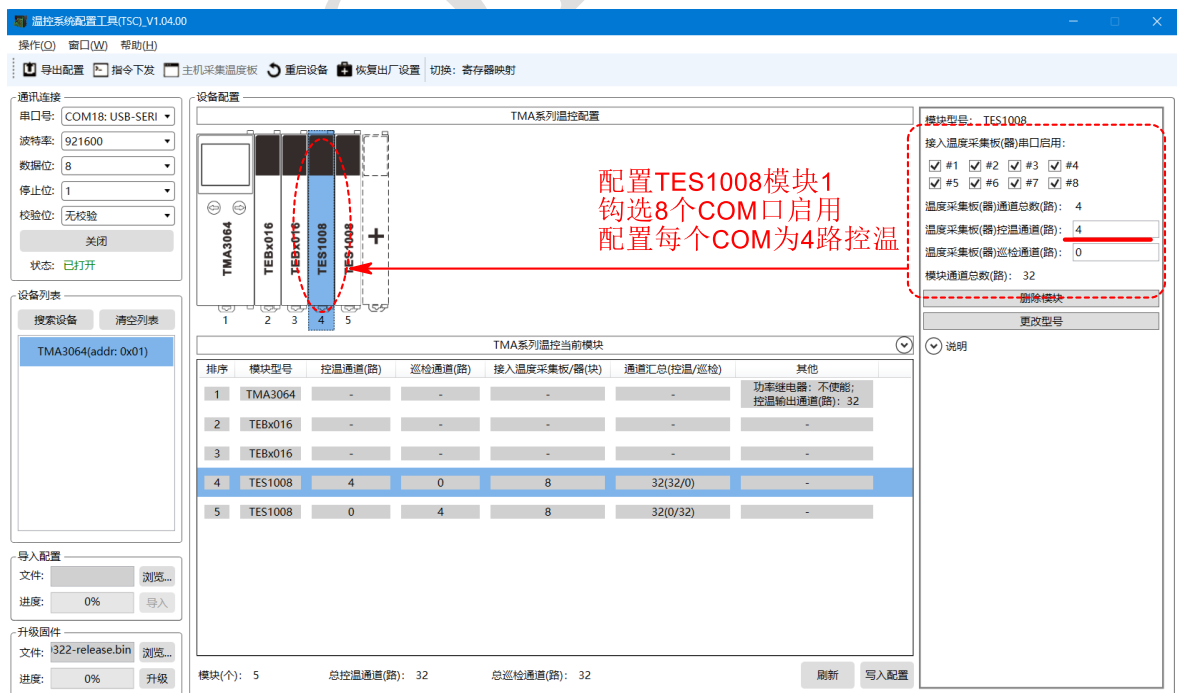 温控系统配置工具(TSC)_V1.04.00
操作(O) 窗口(W) 帮助(H)
导出配置 指令下发 主机采集温度板 重启设备 恢复出厂设置 切换: 寄存器映射
通讯连接
串口号: COM18: USB-SERI
波特率: 921600
数据位: 8
停止位: 1
校验位: 无校验
关闭
状态: 已打开
设备列表
搜索设备 清空列表
TMA3064(addr: 0x01)
导入配置
文件: 浏览...
进度: 0% 导入
升级固件
文件: 0322-release.bin 浏览...
进度: 0% 升级
设备配置
TMA系列温控配置
TMA3064 TEBx016 TEBx016 TES1008 TES1008 +
1 2 3 4 5
配置TES1008模块1
钩选8个COM口启用
配置每个COM为4路控温
TMA系列温控当前模块
排序 模块型号 控温通道(路) 巡检通道(路) 接入温度采集板/器(块) 通道汇总(控温/巡检) 其他
1 TMA3064 - - - - 功率继电器: 不使能;
控温输出通道(路): 32
2 TEBx016 - - - - -
3 TEBx016 - - - - -
4 TES1008 4 0 8 32(32/0) -
5 TES1008 0 4 8 32(0/32) -
模块(个): 5 总控温通道(路): 32 总巡检通道(路): 32 刷新 写入配置
模块型号: TES1008
接入温度采集板(器)串口启用:
#1 #2 #3 #4
#5 #6 #7 #8
温度采集板(器)通道总数(路): 4
温度采集板(器)控温通道(路): 4
温度采集板(器)巡检通道(路): 0
模块通道总数(路): 32
删除模块
更改型号
说明